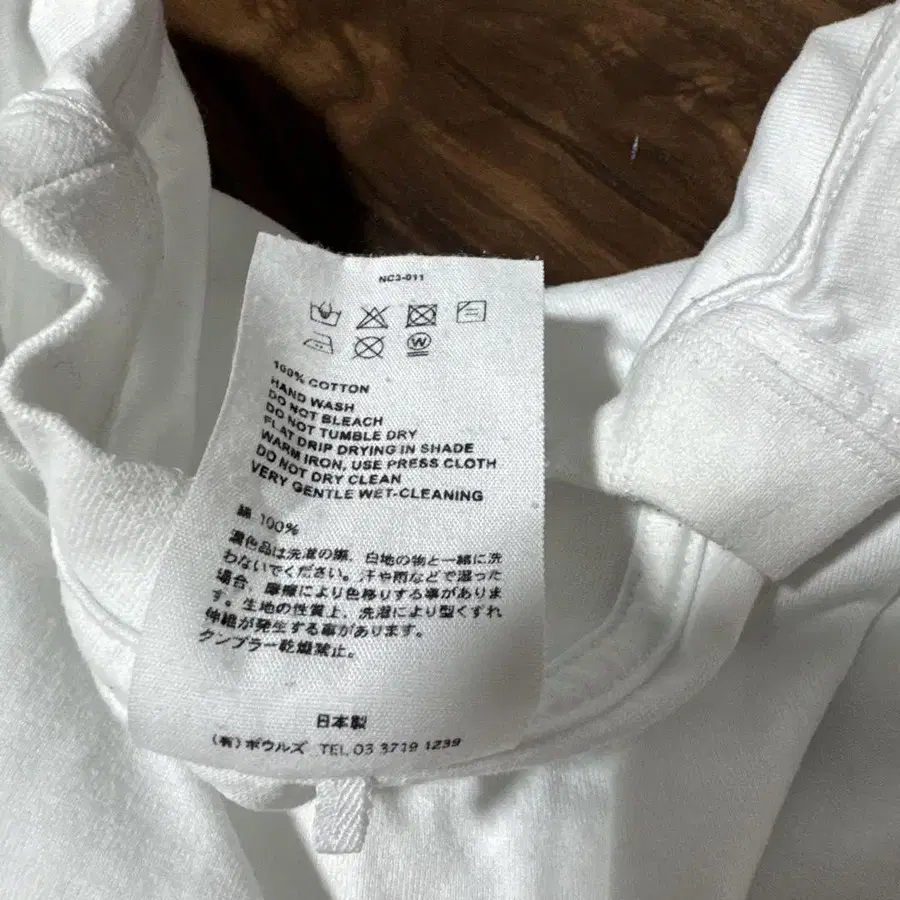 NC3-011
W
100% COTTON
HAND WASH
DO NOT BLEACH
DO NOT TUMBLE DRY
FLAT DRIP DRYING IN SHADE
WARM IRON, USE PRESS CLOTH
DO NOT DRY CLEAN
VERY GENTLE WET-CLEANING
綿 100%
濃色品は洗濯の際、白地の物と一緒に洗
わないでください。汗や雨などで湿った
場合、摩擦により色移りする事がありま
す。生地の性質上、洗濯により型くずれ
伸縮が発生する事があります。
タンブラー乾燥禁止。
日本製
(有)ボウルズ TEL 03 3719 1239